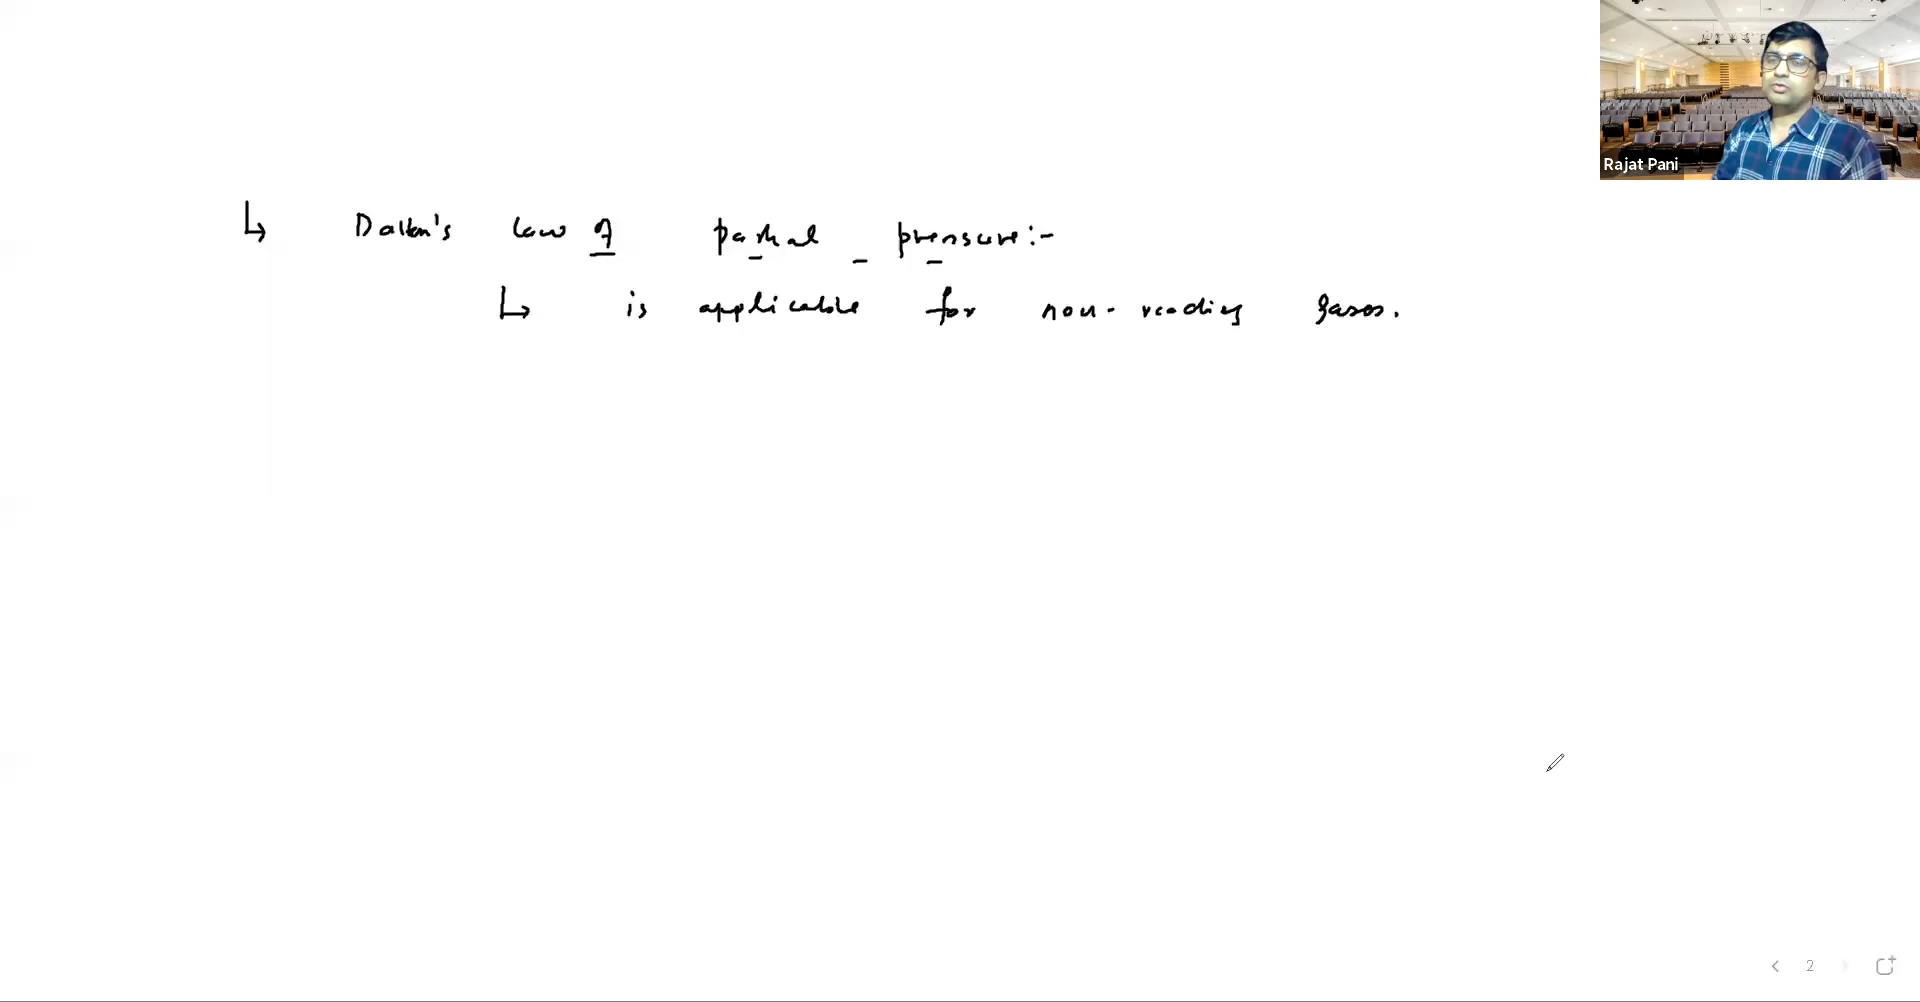 Rajat Pani
↳ Dalton's law of partial pressure:-
↳ is applicable for non-reacting gases.
2